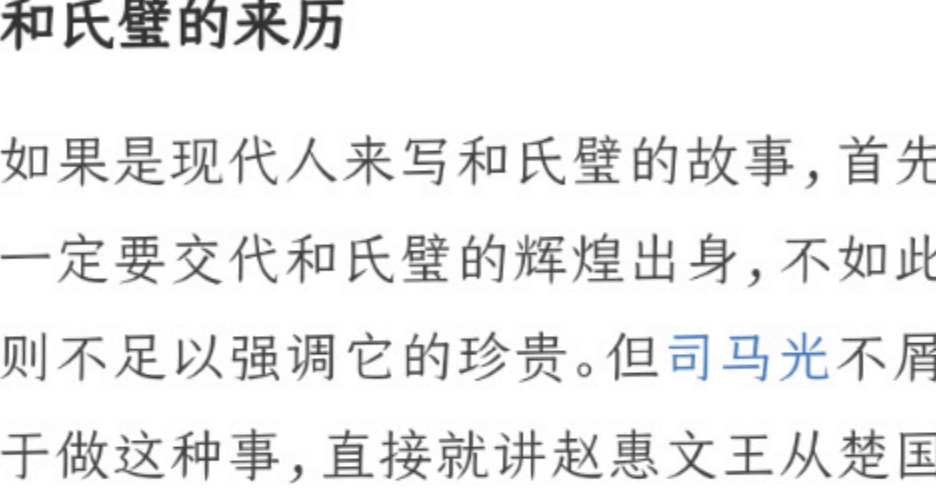 和氏璧的来历
如果是现代人来写和氏璧的故事，首先
一定要交代和氏璧的辉煌出身，不如此
则不足以强调它的珍贵。但司马光不屑
于做这种事，直接就讲赵惠文王从楚国